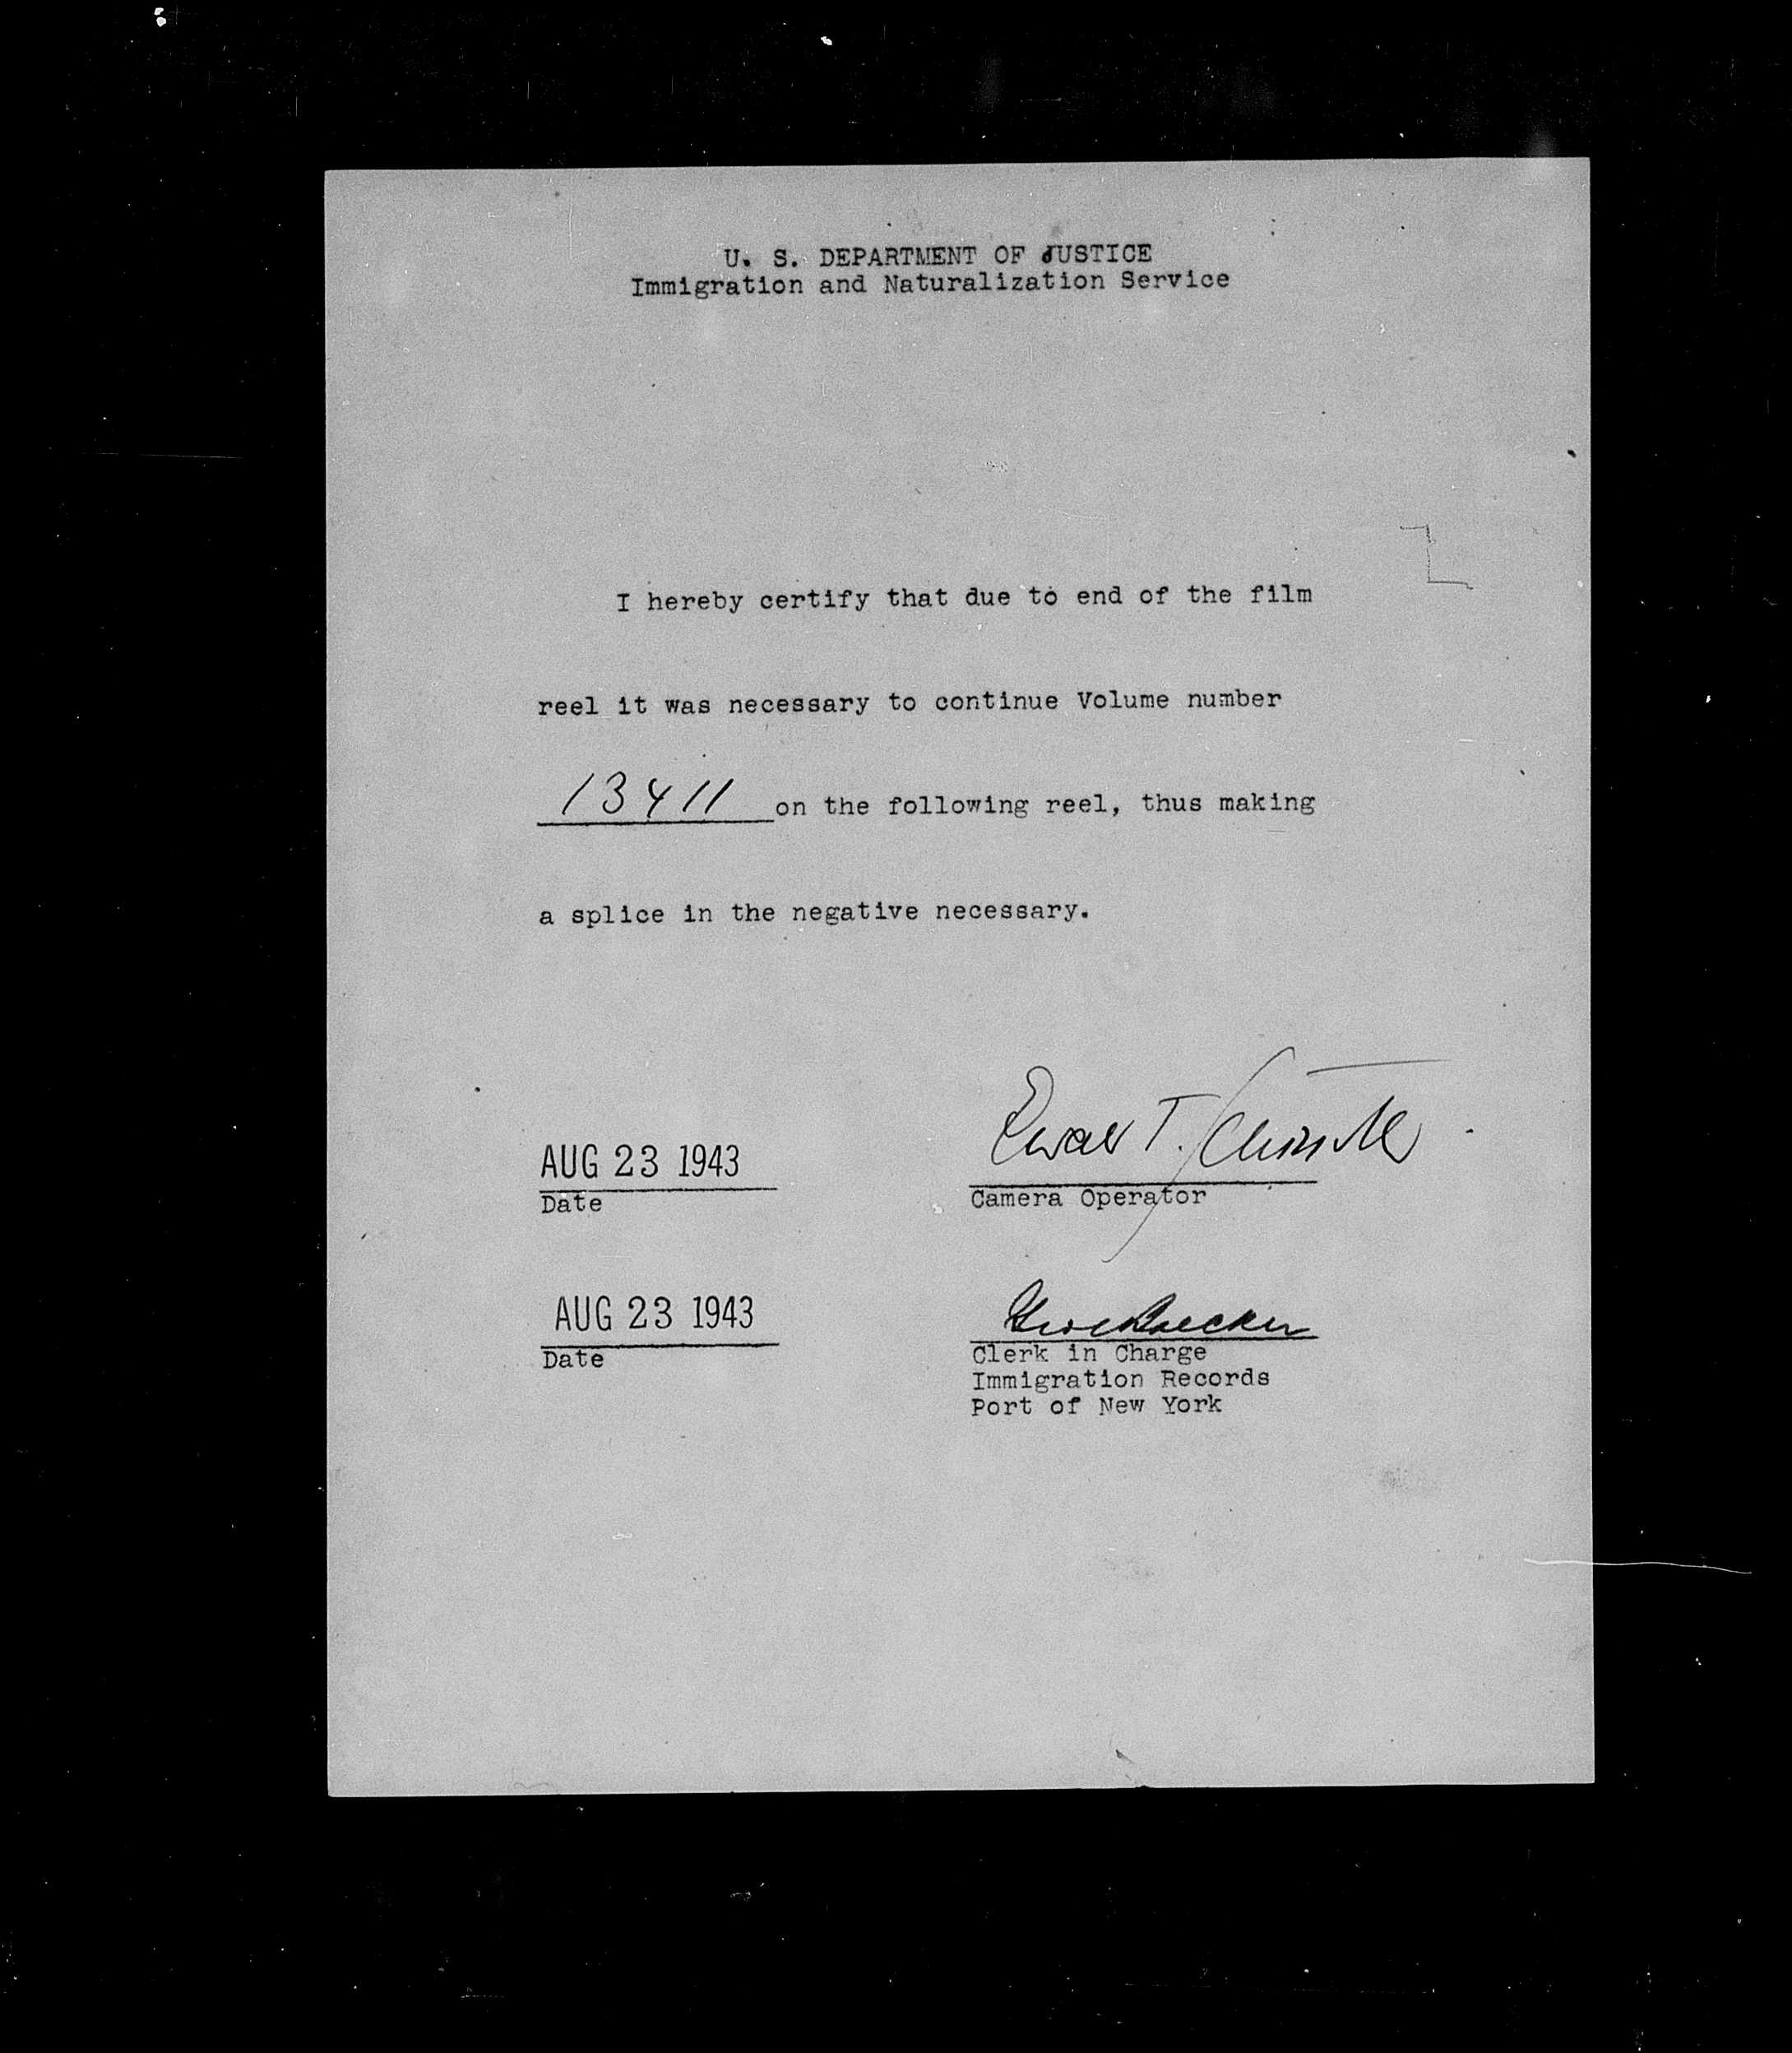 U. S. DEPARTMENT OF JUSTICE
Immigration and Naturalization Service
I hereby certify that due to end of the film
reel it was necessary to continue Volume number
13411 on the following reel, thus making
a splice in the negative necessary.
AUG 23 1943
Date
T.
Camera Operator
AUG 23 1943
Date
Clerk in Charge
Immigration Records
Port of New York